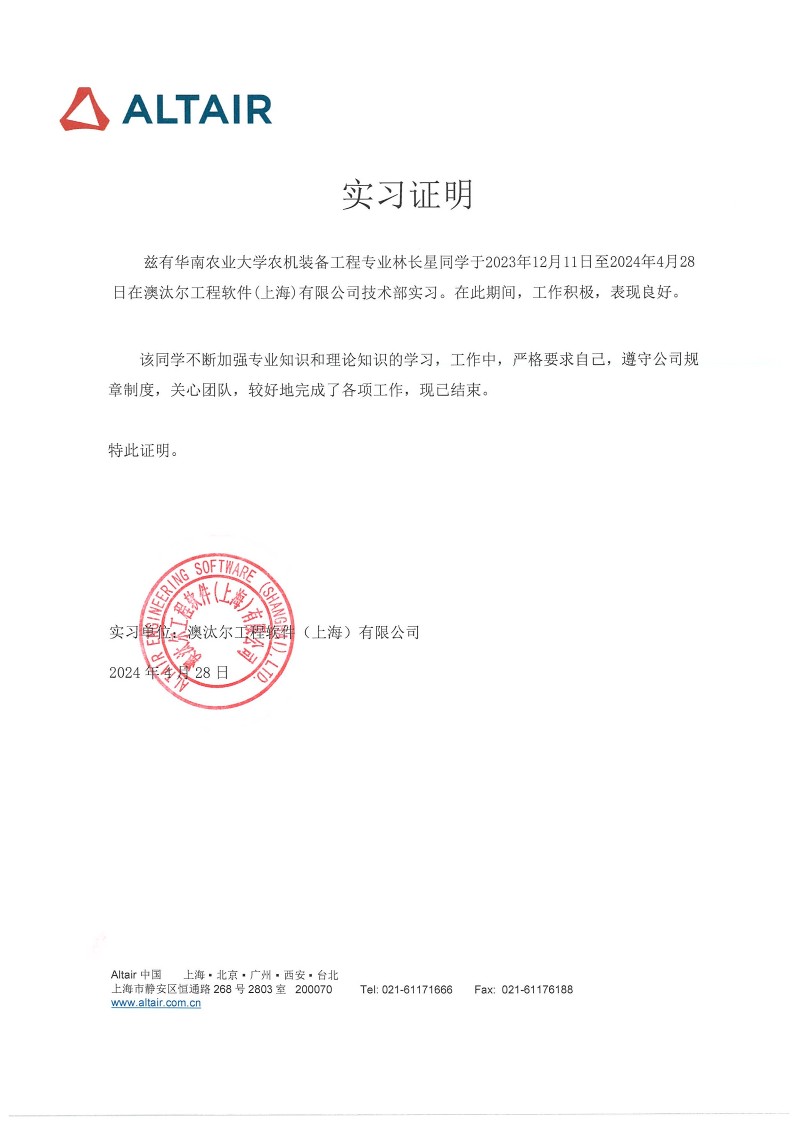 ALTAIR
实习证明
兹有华南农业大学农机装备工程专业林长星同学于2023年12月11日至2024年4月28
日在澳汰尔工程软件(上海)有限公司技术部实习。在此期间，工作积极，表现良好。
该同学不断加强专业知识和理论知识的学习，工作中，严格要求自己，遵守公司规
章制度，关心团队，较好地完成了各项工作，现已结束。
特此证明。
ALTAIR ENGINEERING SOFTWARE (SHANGHAI) LTD.
澳汰尔工程软件(上海)有限公司
实习单位：澳汰尔工程软件（上海）有限公司
2024 年 4 月 28 日
Altair 中国 上海▪北京▪广州▪西安▪台北
上海市静安区恒通路 268 号 2803 室 200070 Tel: 021-61171666 Fax: 021-61176188
www.altair.com.cn